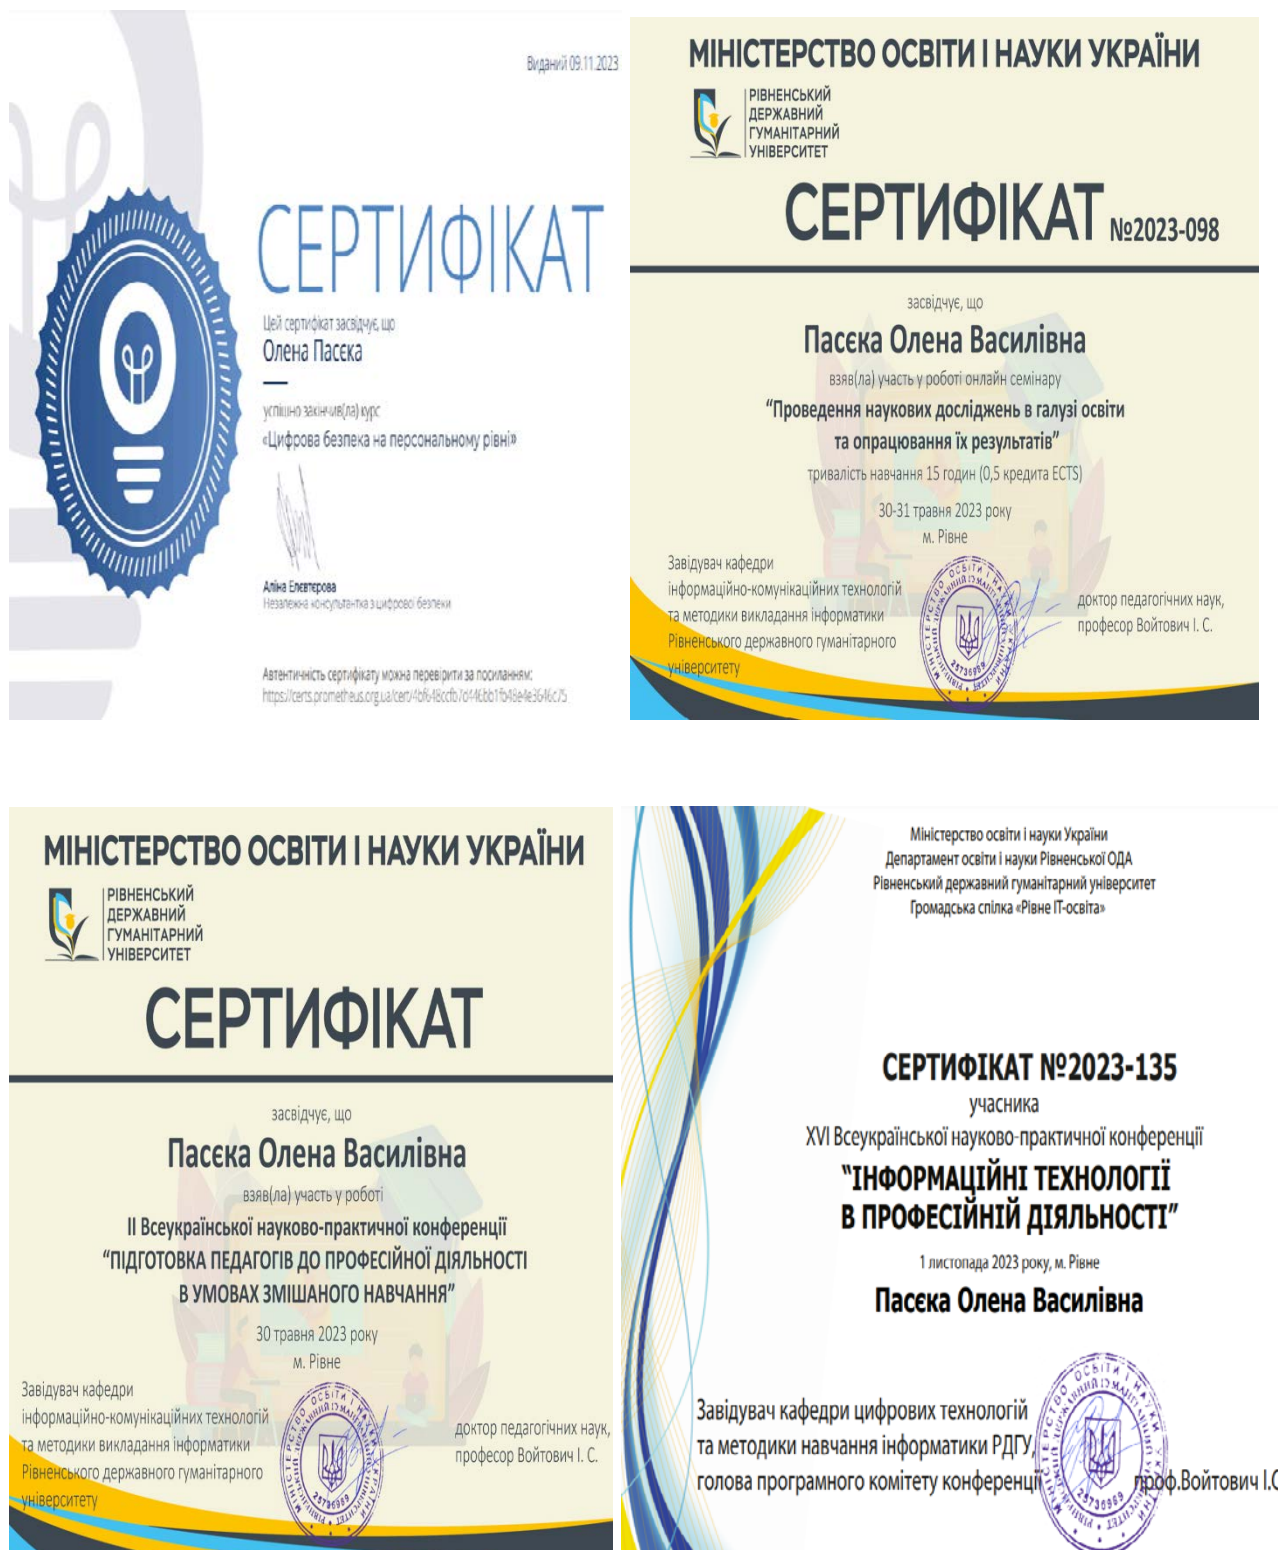 Виданий 09.11.2023
СЕРТИФІКАТ
Цей сертифікат засвідчує, що
Олена Пасєка
успішно закінчив(ла) курс
«Цифрова безпека на персональному рівні»
Аліна Елевтєрова
Незалежна консультантка з цифрової безпеки
Автентичність сертифікату можна перевірити за посиланням:
МІНІСТЕРСТВО ОСВІТИ І НАУКИ УКРАЇНИ
РІВНЕНСЬКИЙ
ДЕРЖАВНИЙ
ГУМАНІТАРНИЙ
УНІВЕРСИТЕТ
СЕРТИФІКАТ №2023-098
засвідчує, що
Пасєка Олена Василівна
взяв(ла) участь у роботі онлайн семінару
“Проведення наукових досліджень в галузі освіти
та опрацювання їх результатів”
тривалість навчання 15 годин (0,5 кредита ECTS)
30-31 травня 2023 року
м. Рівне
Завідувач кафедри
інформаційно-комунікаційних технологій
та методики викладання інформатики
Рівненського державного гуманітарного
університету
доктор педагогічних наук,
професор Войтович І. С.
МІНІСТЕРСТВО ОСВІТИ І НАУКИ УКРАЇНИ
РІВНЕНСЬКИЙ
ДЕРЖАВНИЙ
ГУМАНІТАРНИЙ
УНІВЕРСИТЕТ
СЕРТИФІКАТ
засвідчує, що
Пасєка Олена Василівна
взяв(ла) участь у роботі
ІІ Всеукраїнської науково-практичної конференції
“ПІДГОТОВКА ПЕДАГОГІВ ДО ПРОФЕСІЙНОЇ ДІЯЛЬНОСТІ
В УМОВАХ ЗМІШАНОГО НАВЧАННЯ”
30 травня 2023 року
м. Рівне
Завідувач кафедри
інформаційно-комунікаційних технологій
та методики викладання інформатики
Рівненського державного гуманітарного
університету
доктор педагогічних наук,
професор Войтович І. С.
Міністерство освіти і науки України
Департамент освіти і науки Рівненської ОДА
Рівненський державний гуманітарний університет
Громадська спілка «Рівне ІТ-освіта»
СЕРТИФІКАТ №2023-135
учасника
XVI Всеукраїнської науково-практичної конференції
“ІНФОРМАЦІЙНІ ТЕХНОЛОГІЇ
В ПРОФЕСІЙНІЙ ДІЯЛЬНОСТІ”
1 листопада 2023 року, м. Рівне
Пасєка Олена Василівна
Завідувач кафедри цифрових технологій
та методики навчання інформатики РДГУ,
голова програмного комітету конференції
проф.Войтович І.С